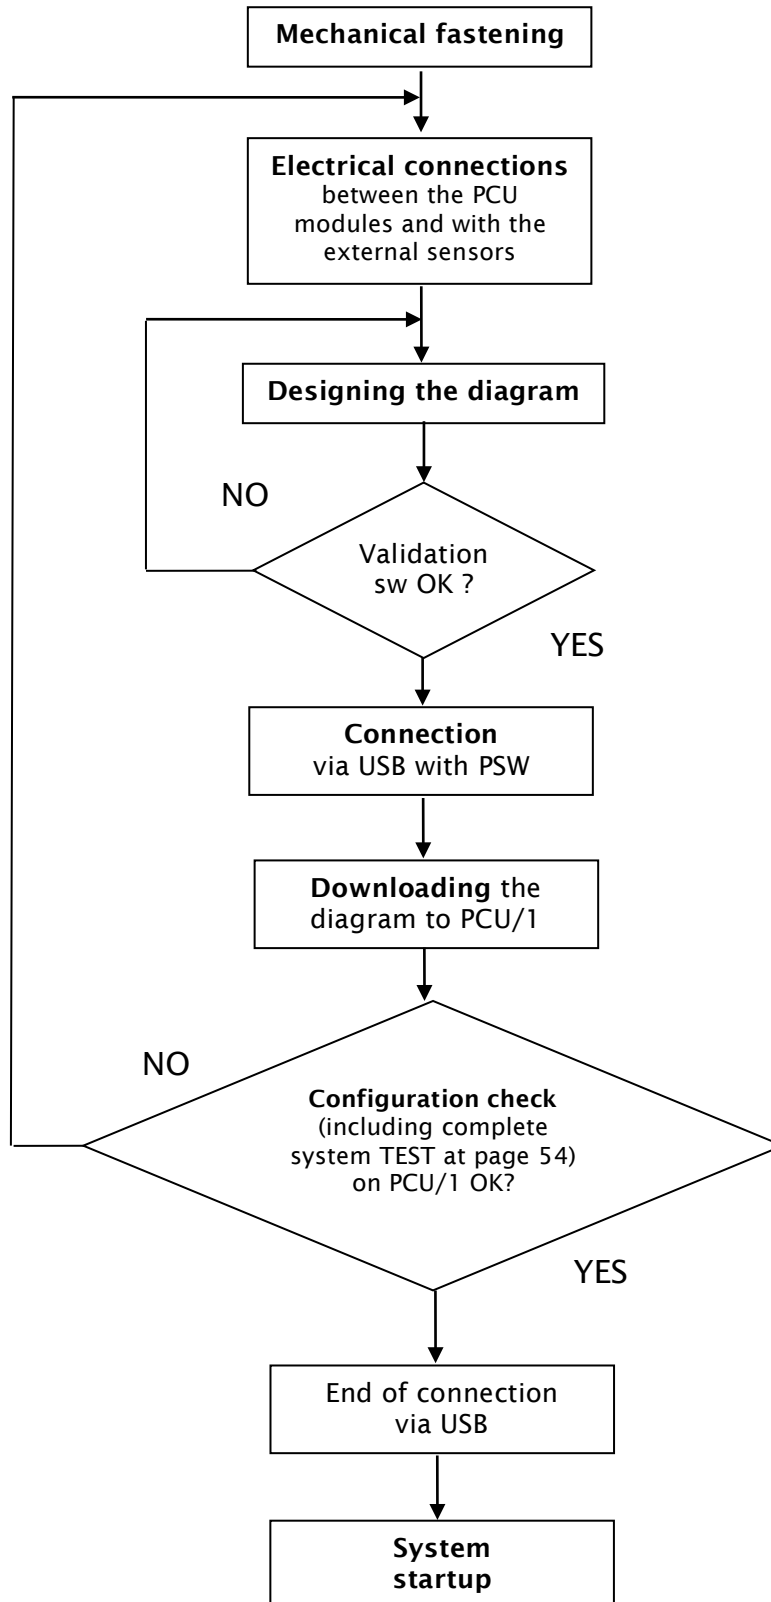 Mechanical fastening
Electrical connections
between the PCU
modules and with the
external sensors
Designing the diagram
NO
Validation
sw OK ?
YES
Connection
via USB with PSW
Downloading the
diagram to PCU/1
NO
Configuration check
(including complete
system TEST at page 54)
on PCU/1 OK?
YES
End of connection
via USB
System
startup